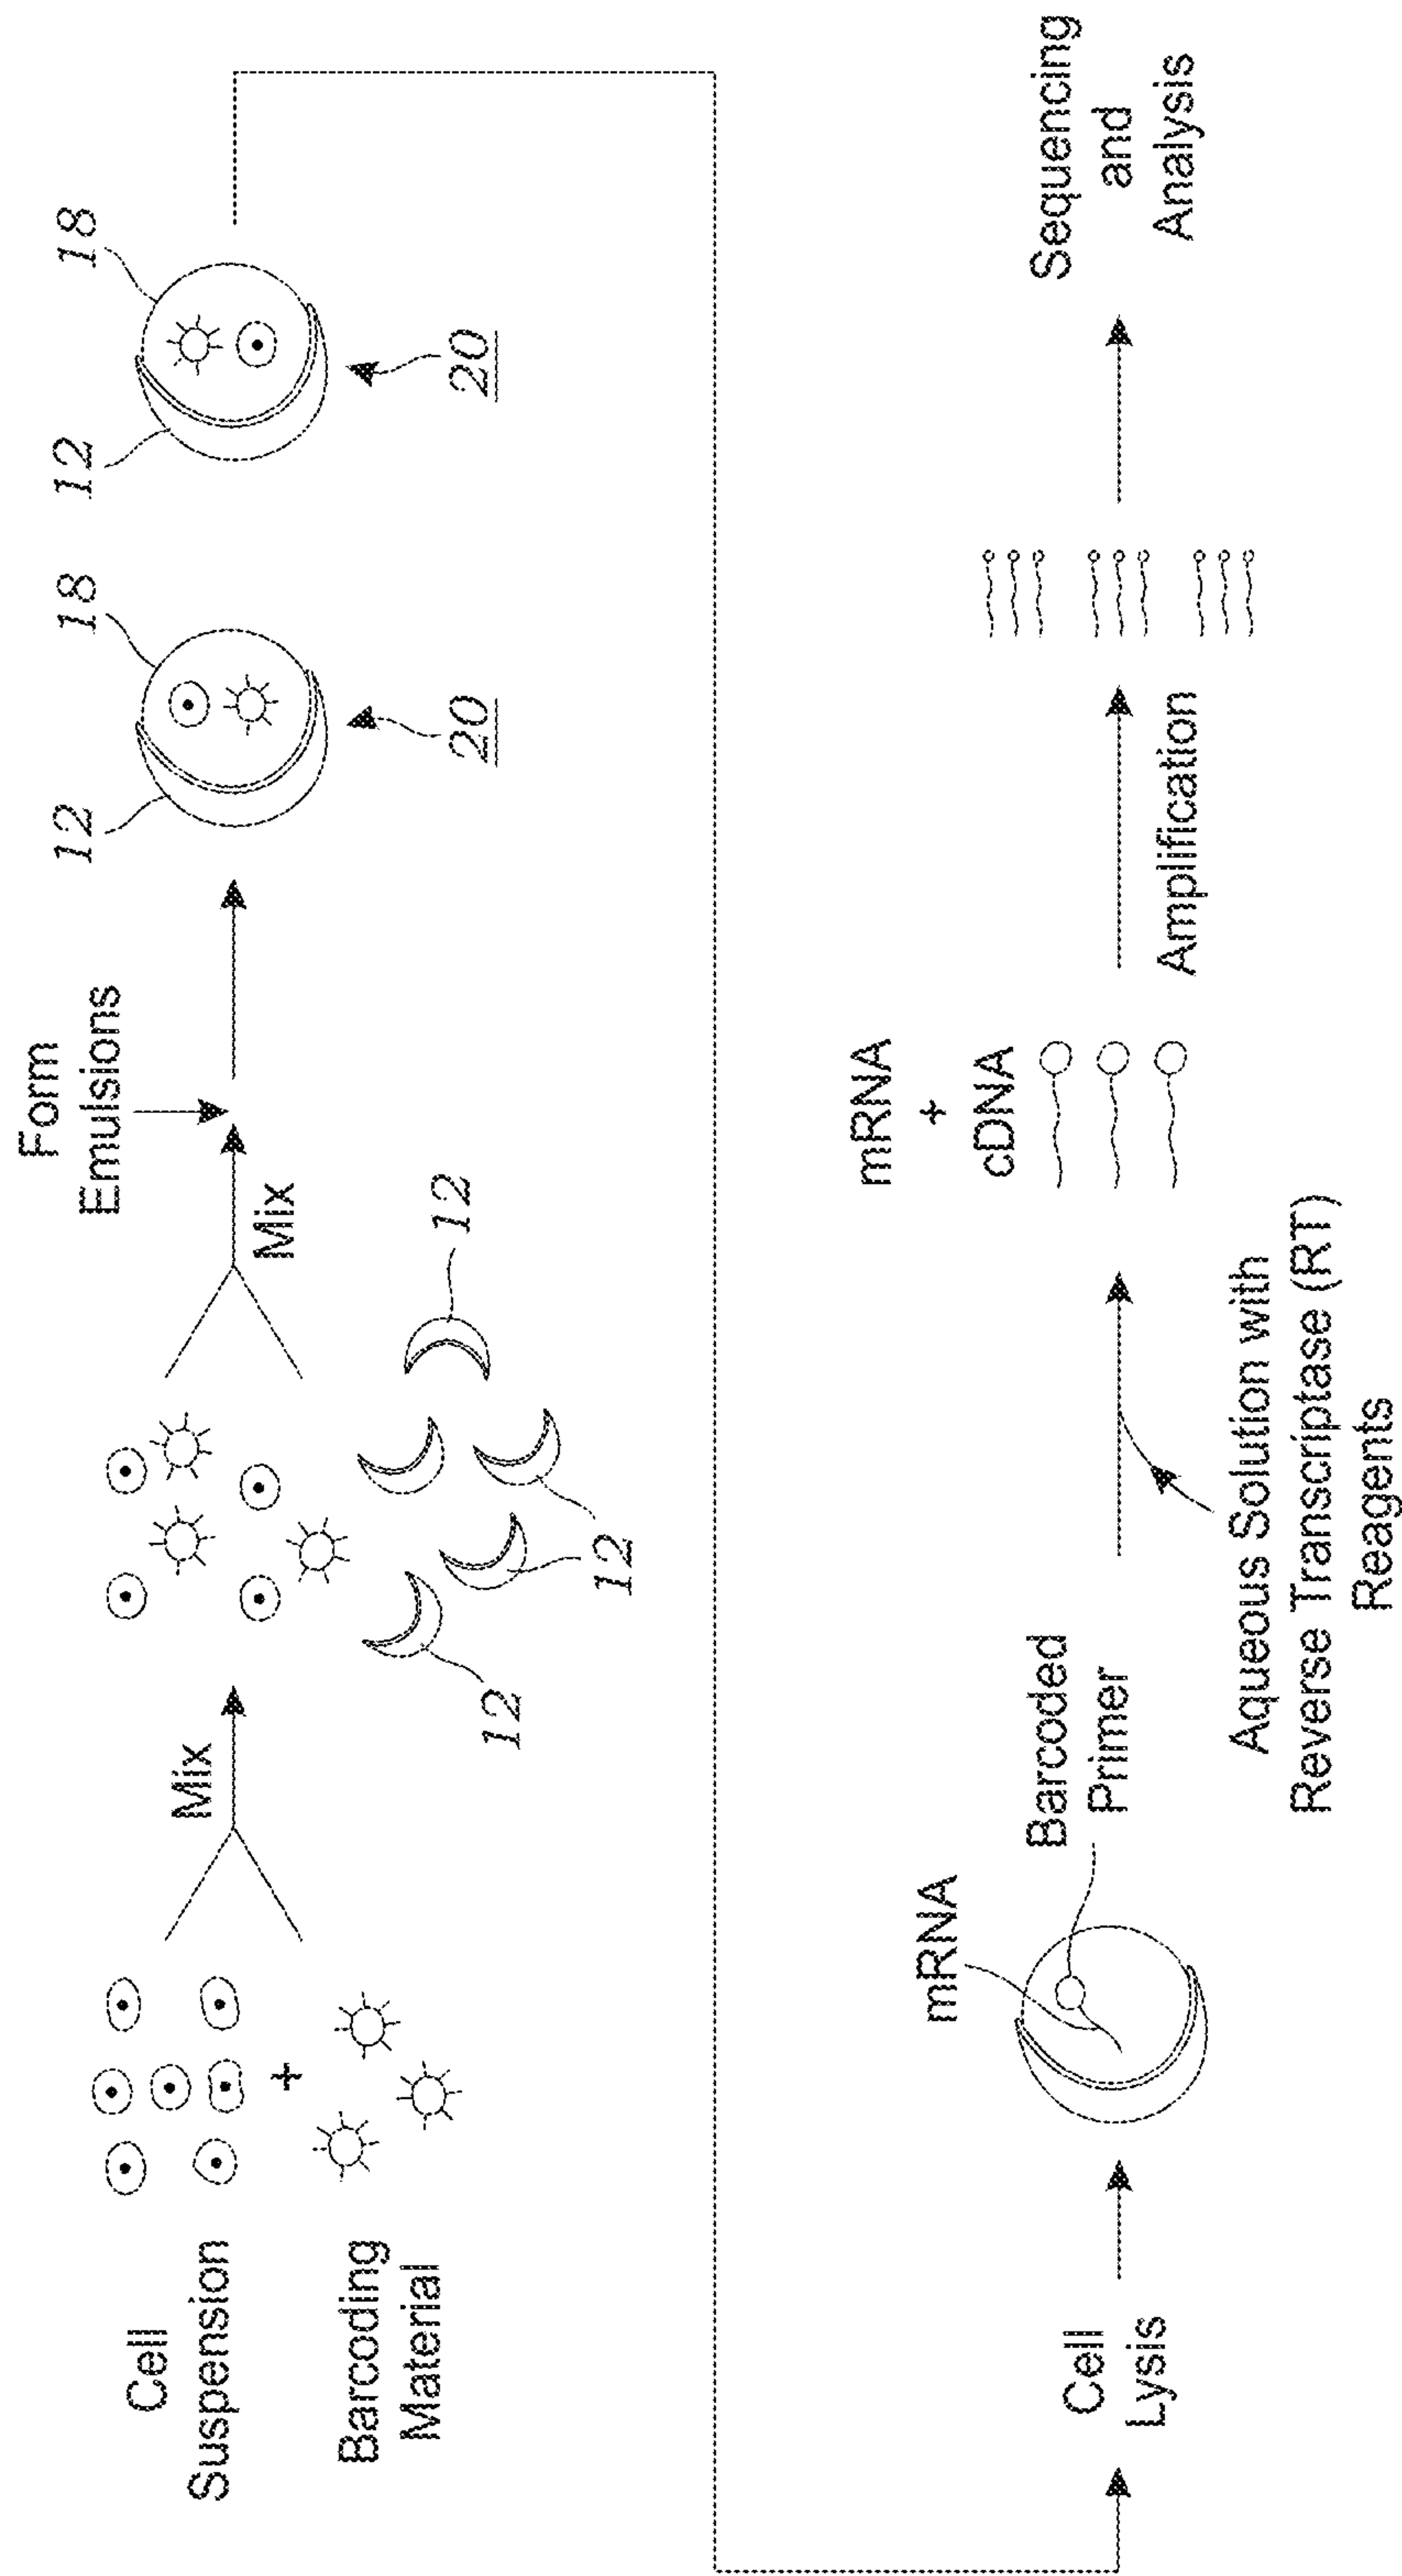 Cell
Suspension
+
Barcoding
Material
Mix
12
12
12
12
Mix
Form
Emulsions
12
18
20
12
18
20
Cell
Lysis
mRNA
Barcoded
Primer
Aqueous Solution with
Reverse Transcriptase (RT)
Reagents
mRNA
+
cDNA
Amplification
Sequencing
and
Analysis